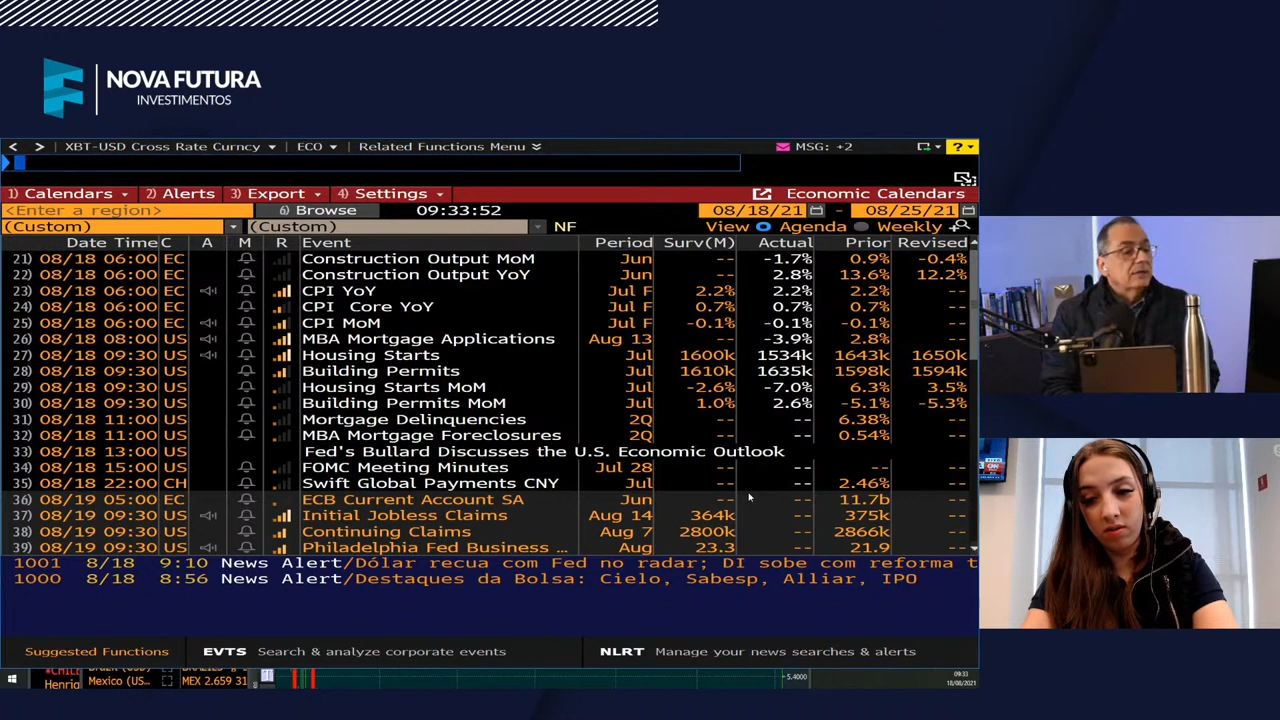 NOVA FUTURA
INVESTIMENTOS
< > XBT-USD Cross Rate Curncy ECO Related Functions Menu MSG: +2 ?
1) Calendars 2) Alerts 3) Export 4) Settings Economic Calendars
<Enter a region> 6) Browse 09:33:52 08/18/21 - 08/25/21
(Custom) (Custom) NF View Agenda Weekly
Date Time C A M R Event Period Surv(M) Actual Prior Revised
21) 08/18 06:00 EC Construction Output MoM Jun -- -1.7% 0.9% -0.4%
22) 08/18 06:00 EC Construction Output YoY Jun -- 2.8% 13.6% 12.2%
23) 08/18 06:00 EC CPI YoY Jul F 2.2% 2.2% 2.2% --
24) 08/18 06:00 EC CPI Core YoY Jul F 0.7% 0.7% 0.7% --
25) 08/18 06:00 EC CPI MoM Jul F -0.1% -0.1% -0.1% --
26) 08/18 08:00 US MBA Mortgage Applications Aug 13 -- -3.9% 2.8% --
27) 08/18 09:30 US Housing Starts Jul 1600k 1534k 1643k 1650k
28) 08/18 09:30 US Building Permits Jul 1610k 1635k 1598k 1594k
29) 08/18 09:30 US Housing Starts MoM Jul -2.6% -7.0% 6.3% 3.5%
30) 08/18 09:30 US Building Permits MoM Jul 1.0% 2.6% -5.1% -5.3%
31) 08/18 11:00 US Mortgage Delinquencies 2Q -- -- 6.38% --
32) 08/18 11:00 US MBA Mortgage Foreclosures 2Q -- -- 0.54% --
33) 08/18 13:00 US Fed's Bullard Discusses the U.S. Economic Outlook
34) 08/18 15:00 US FOMC Meeting Minutes Jul 28 -- -- -- --
35) 08/18 22:00 CH Swift Global Payments CNY Jul -- -- 2.46% --
36) 08/19 05:00 EC ECB Current Account SA Jun -- -- 11.7b --
37) 08/19 09:30 US Initial Jobless Claims Aug 14 364k -- 375k --
38) 08/19 09:30 US Continuing Claims Aug 7 2800k -- 2866k --
39) 08/19 09:30 US Philadelphia Fed Business ... Aug 23.3 -- 21.9 --
1001 8/18 9:10 News Alert/Dólar recua com Fed no radar; DI sobe com reforma t
1000 8/18 8:56 News Alert/Destaques da Bolsa: Cielo, Sabesp, Alliar, IPO
Suggested Functions EVTS Search & analyze corporate events NLRT Manage your news searches & alerts
Mexico (US... MEX 2.659 31 5.4000 09:33
Henriq 18/08/2021
CNN